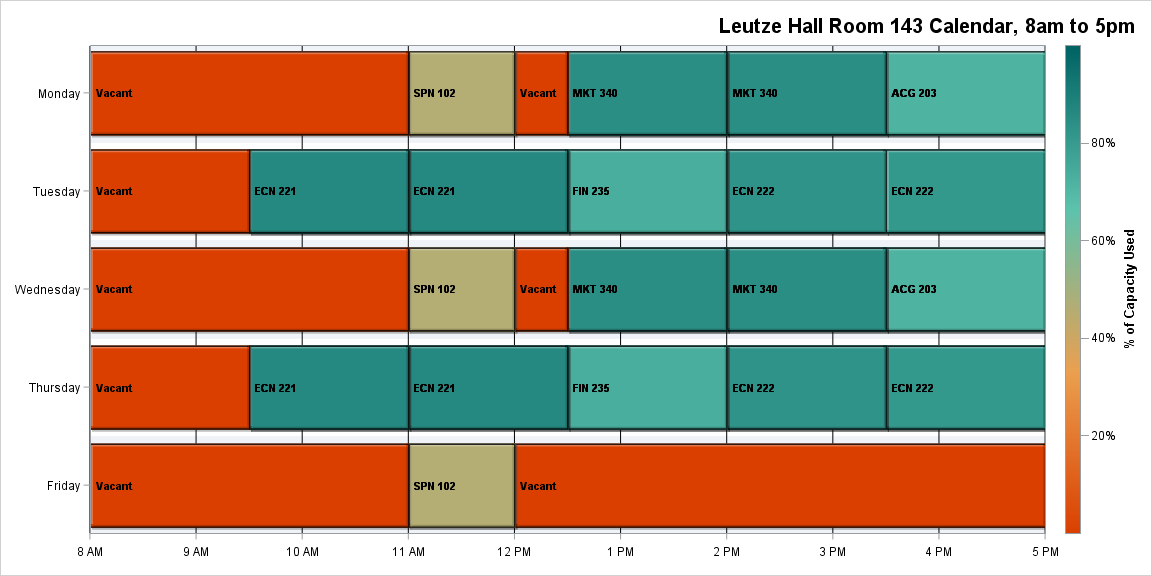 Leutze Hall Room 143 Calendar, 8am to 5pm
Monday
Vacant
SPN 102
Vacant
MKT 340
MKT 340
ACG 203
Tuesday
Vacant
ECN 221
ECN 221
FIN 235
ECN 222
ECN 222
Wednesday
Vacant
SPN 102
Vacant
MKT 340
MKT 340
ACG 203
Thursday
Vacant
ECN 221
ECN 221
FIN 235
ECN 222
ECN 222
Friday
Vacant
SPN 102
Vacant
8 AM
9 AM
10 AM
11 AM
12 PM
1 PM
2 PM
3 PM
4 PM
5 PM
80%
60%
40%
20%
% of Capacity Used